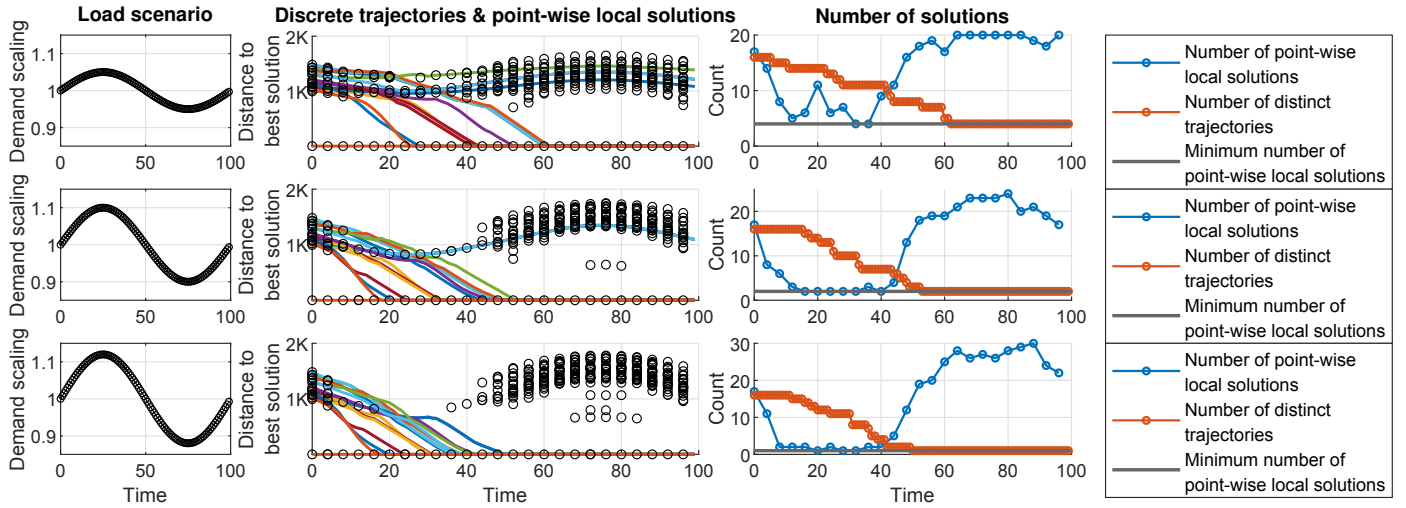 Load scenario
Discrete trajectories & point-wise local solutions
Number of solutions
Demand scaling
1.1
1
0.9
0
50
100
Distance to
best solution
2K
1K
0
20
40
60
80
100
Count
20
10
0
0
20
40
60
80
100
Number of point-wise
local solutions
Number of distinct
trajectories
Minimum number of
point-wise local solutions
Demand scaling
1.1
1
0.9
0
50
100
Distance to
best solution
2K
1K
0
20
40
60
80
100
Count
20
10
0
0
20
40
60
80
100
Number of point-wise
local solutions
Number of distinct
trajectories
Minimum number of
point-wise local solutions
Demand scaling
1.1
1
0.9
0
50
100
Time
Distance to
best solution
2K
1K
0
20
40
60
80
100
Time
Count
30
20
10
0
0
20
40
60
80
100
Time
Number of point-wise
local solutions
Number of distinct
trajectories
Minimum number of
point-wise local solutions